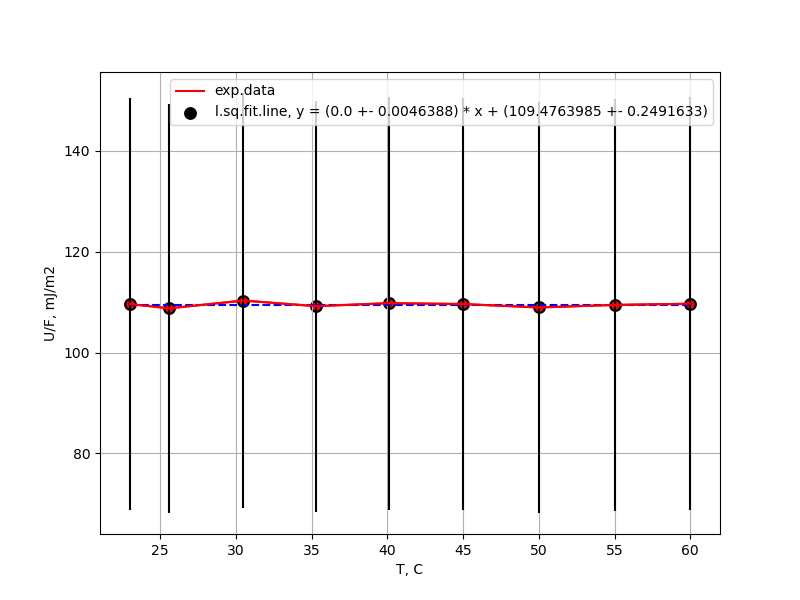 exp.data
l.sq.fit.line, y = (0.0 +- 0.0046388) * x + (109.4763985 +- 0.2491633)
140
120
100
80
U/F, mJ/m2
25 30 35 40 45 50 55 60
T, C